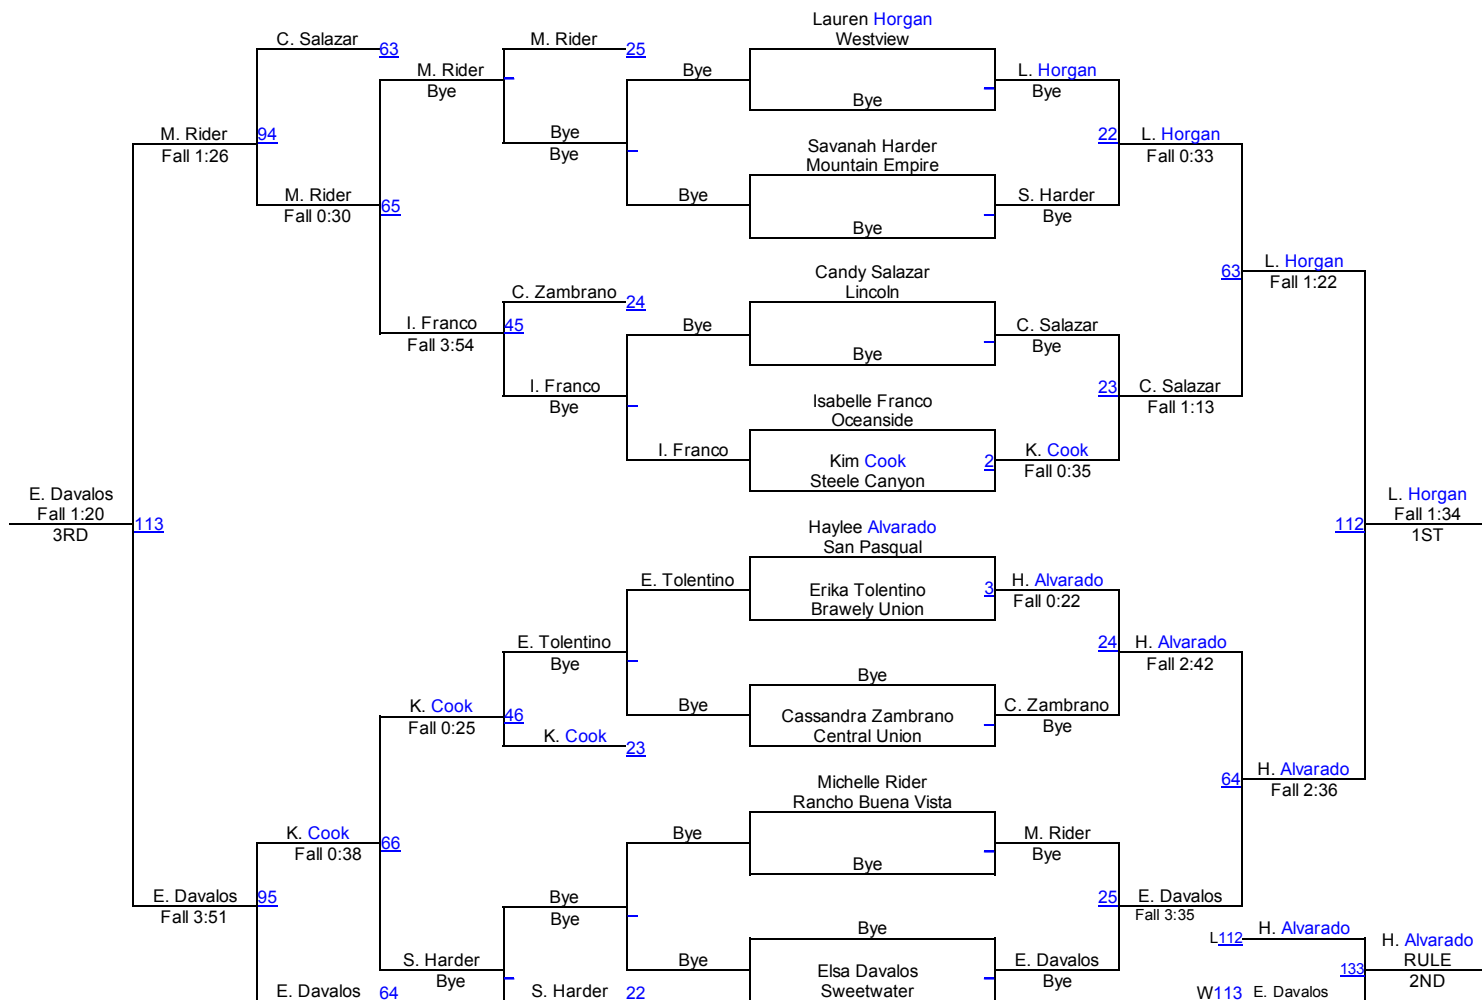 Lauren Horgan
Westview
C. Salazar 63
M. Rider 25
M. Rider
Bye
Bye
L. Horgan
Bye
Bye
M. Rider 94
Fall 1:26
Bye
Bye
22 L. Horgan
Fall 0:33
Savanah Harder
Mountain Empire
M. Rider 65
Fall 0:30
Bye
S. Harder
Bye
Bye
Candy Salazar
Lincoln
63 L. Horgan
Fall 1:22
C. Zambrano 24
I. Franco 45
Fall 3:54
Bye
C. Salazar
Bye
Bye
I. Franco
Bye
23 C. Salazar
Fall 1:13
Isabelle Franco
Oceanside
I. Franco
Kim Cook 2
Steele Canyon
K. Cook
Fall 0:35
E. Davalos
Fall 1:20
3RD
113
112
L. Horgan
Fall 1:34
1ST
Haylee Alvarado
San Pasqual
E. Tolentino
Erika Tolentino 3
Brawely Union
H. Alvarado
Fall 0:22
E. Tolentino
Bye
24 H. Alvarado
Fall 2:42
Bye
K. Cook 46
Fall 0:25
Bye
Cassandra Zambrano
Central Union
C. Zambrano
Bye
K. Cook 23
Michelle Rider
Rancho Buena Vista
64 H. Alvarado
Fall 2:36
K. Cook 66
Fall 0:38
Bye
M. Rider
Bye
Bye
E. Davalos 95
Fall 3:51
Bye
Bye
25 E. Davalos
Fall 3:35
Bye
L112 H. Alvarado
S. Harder
Bye
Bye
Elsa Davalos
Sweetwater
E. Davalos
Bye
133
H. Alvarado
RULE
2ND
E. Davalos 64
S. Harder 22
W113 E. Davalos